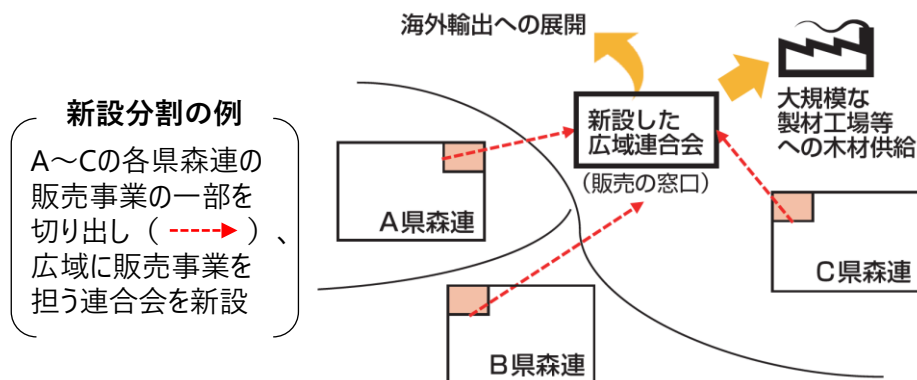 新設分割の例
A～Cの各県森連の
販売事業の一部を
切り出し（　　　）、
広域に販売事業を
担う連合会を新設
海外輸出への展開
新設した
広域連合会
（販売の窓口）
大規模な
製材工場等
への木材供給
A県森連
B県森連
C県森連